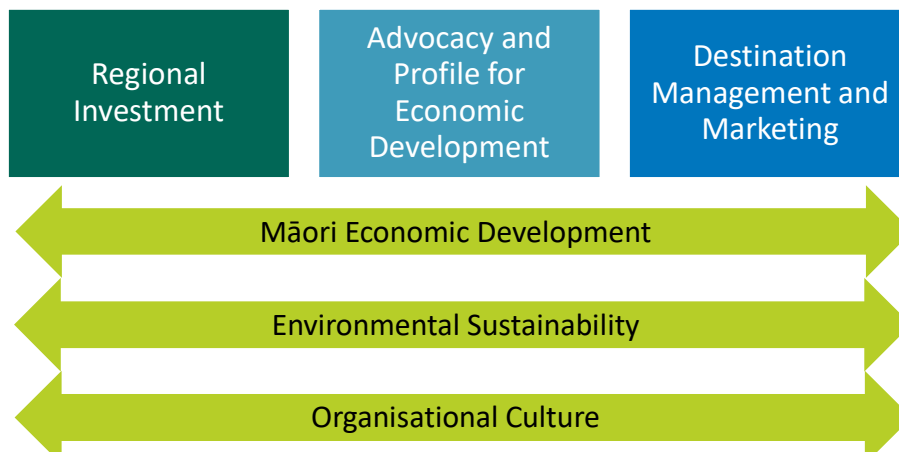 Regional
Investment
Advocacy and
Profile for
Economic
Development
Destination
Management and
Marketing
Māori Economic Development
Environmental Sustainability
Organisational Culture